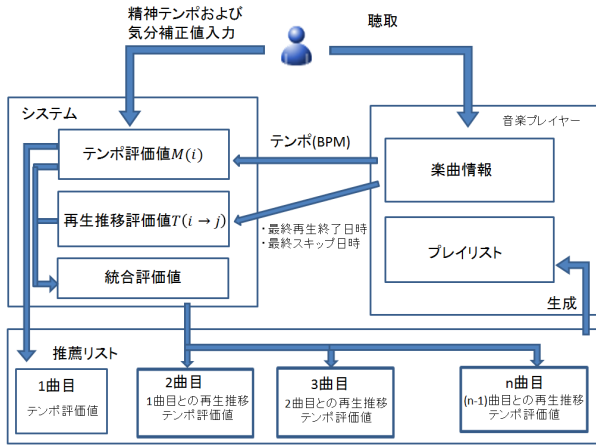 精神テンポおよび
気分補正値入力
聴取
システム
音楽プレイヤー
テンポ評価値M(i)
テンポ(BPM)
楽曲情報
再生推移評価値T(i → j)
・最終再生終了日時
・最終スキップ日時
プレイリスト
統合評価値
生成
推薦リスト
1曲目
テンポ評価値
2曲目
1曲目との再生推移
テンポ評価値
3曲目
2曲目との再生推移
テンポ評価値
n曲目
(n-1)曲目との再生推移
テンポ評価値